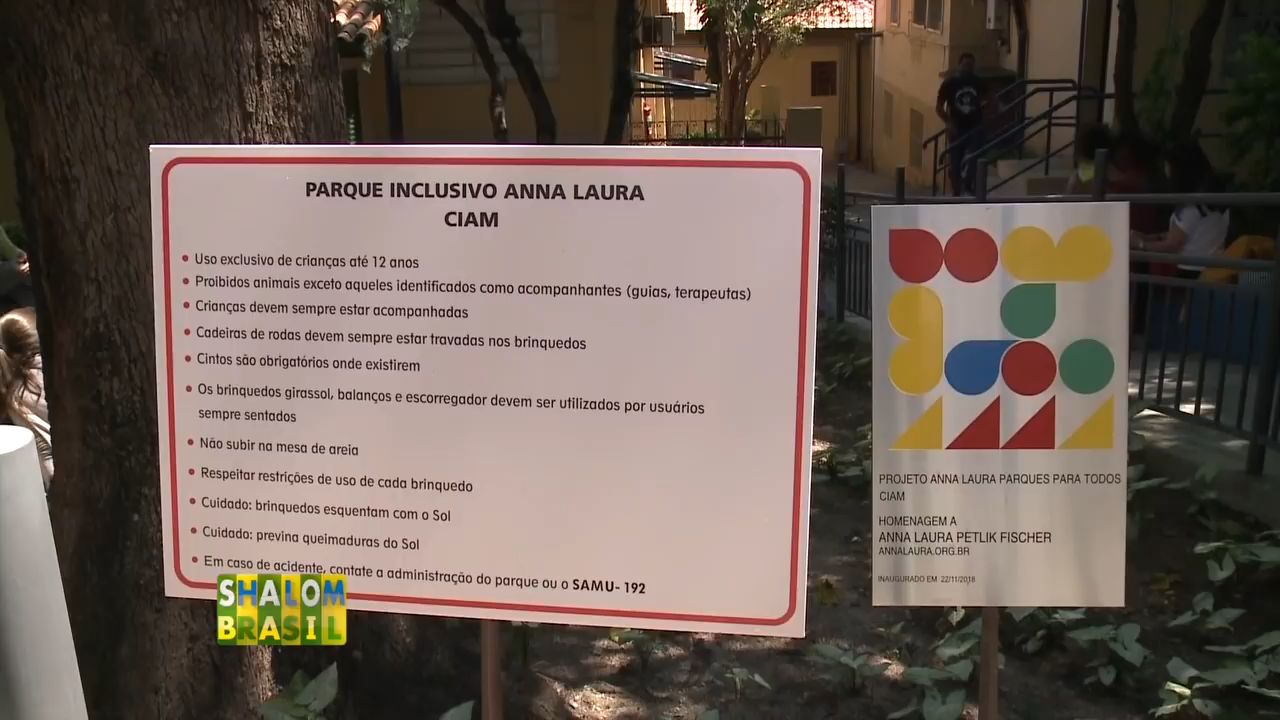 PARQUE INCLUSIVO ANNA LAURA
CIAM
• Uso exclusivo de crianças até 12 anos
• Proibidos animais exceto aqueles identificados como acompanhantes (guias, terapeutas)
• Crianças devem sempre estar acompanhadas
• Cadeiras de rodas devem sempre estar travadas nos brinquedos
• Cintos são obrigatórios onde existirem
• Os brinquedos girassol, balanços e escorregador devem ser utilizados por usuários
sempre sentados
• Não subir na mesa de areia
• Respeitar restrições de uso de cada brinquedo
• Cuidado: brinquedos esquentam com o Sol
• Cuidado: previna queimaduras do Sol
• Em caso de acidente, contate a administração do parque ou o SAMU- 192
SHALOM
BRASIL
PROJETO ANNA LAURA PARQUES PARA TODOS
CIAM
HOMENAGEM A
ANNA LAURA PETLIK FISCHER
ANNALAURA.ORG.BR
INAUGURADO EM 22/11/2018